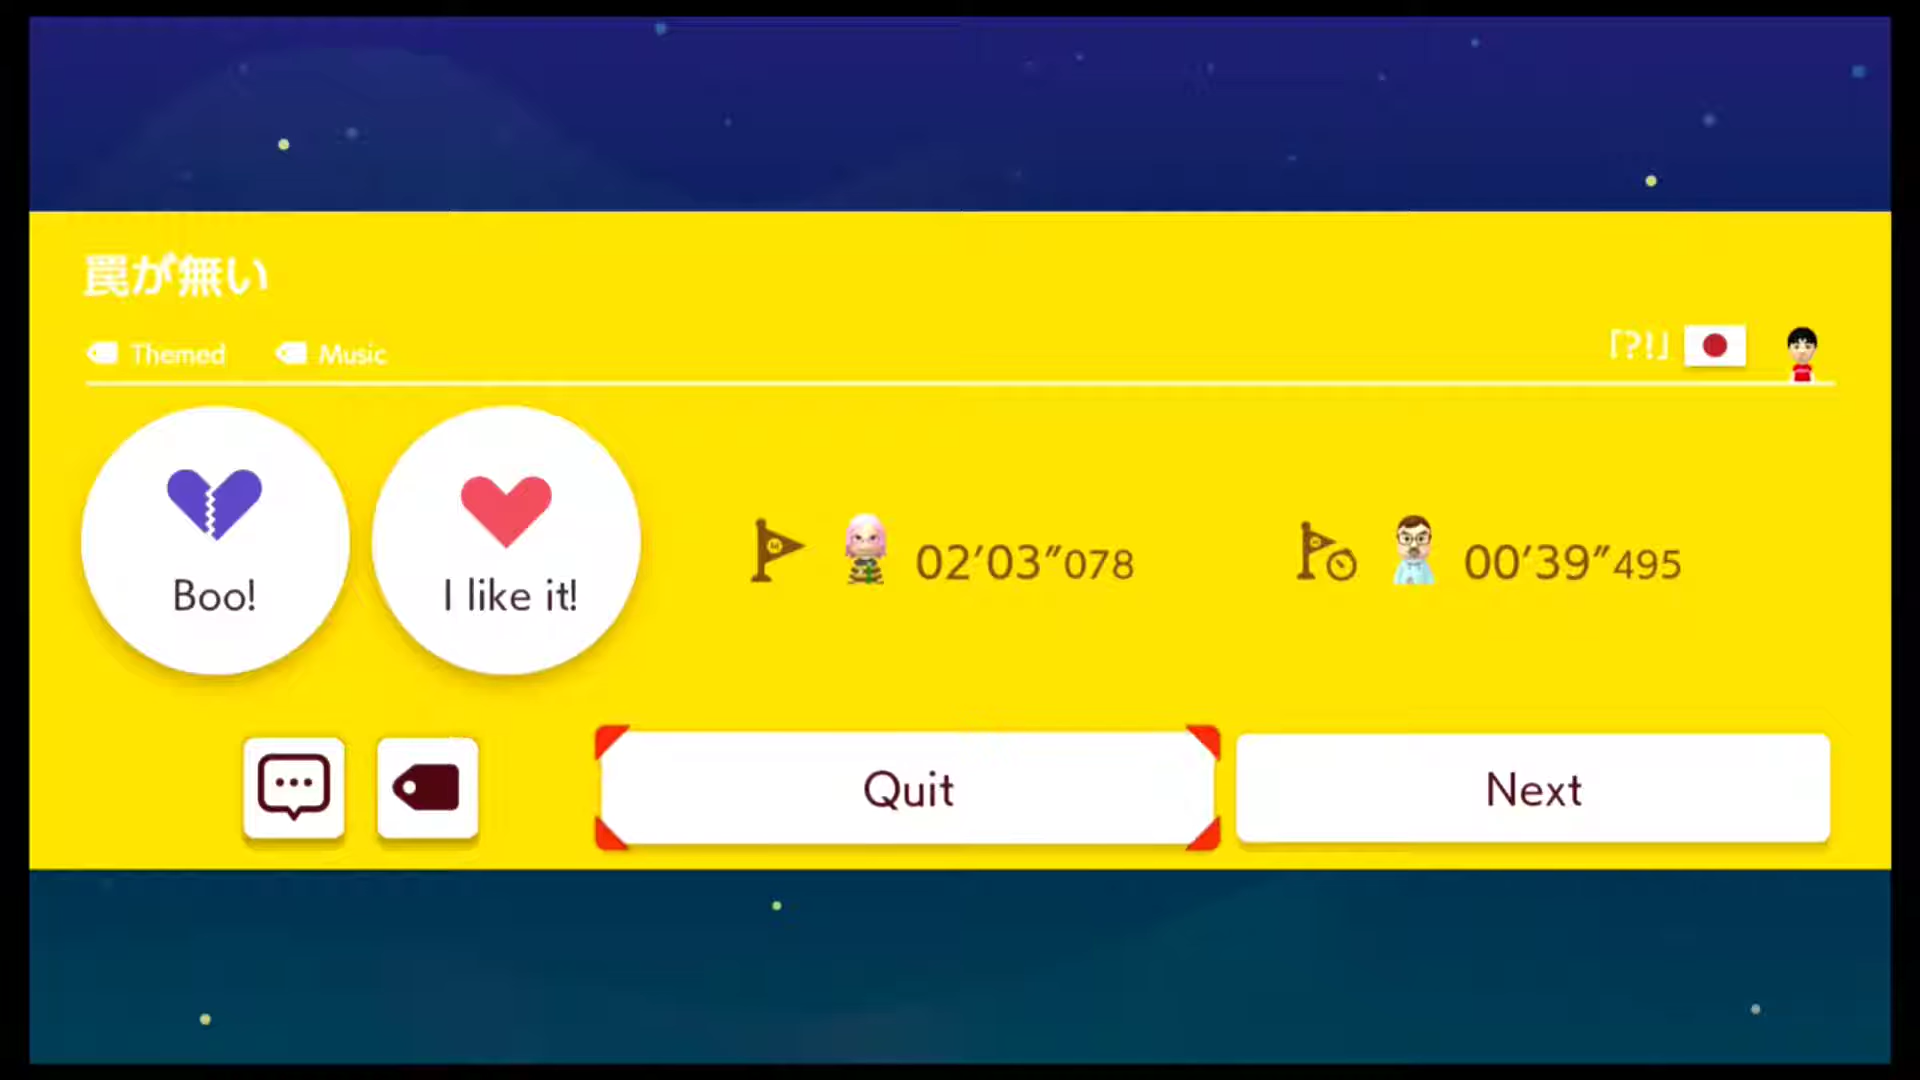 罠が無い
Themed Music
「?!」
Boo!
I like it!
M 02′03″078
M 00′39″495
Quit
Next